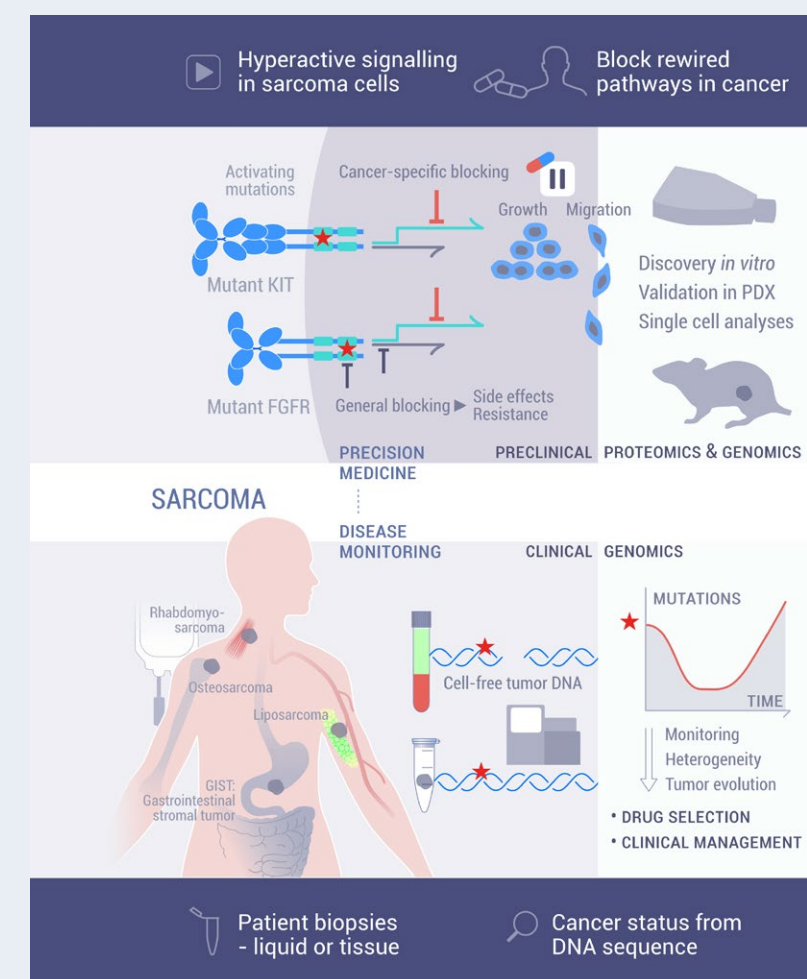 Hyperactive signalling
in sarcoma cells
Block rewired
pathways in cancer
Activating
mutations
Cancer-specific blocking
Growth
Migration
Mutant KIT
Discovery in vitro
Validation in PDX
Single cell analyses
Mutant FGFR
General blocking ▶
Side effects
Resistance
PRECISION
MEDICINE
PRECLINICAL
PROTEOMICS & GENOMICS
SARCOMA
DISEASE
MONITORING
CLINICAL
GENOMICS
Rhabdomyo-
sarcoma
Osteosarcoma
Liposarcoma
GIST:
Gastrointestinal
stromal tumor
Cell-free tumor DNA
MUTATIONS
TIME
Monitoring
Heterogeneity
Tumor evolution
• DRUG SELECTION
• CLINICAL MANAGEMENT
Patient biopsies
- liquid or tissue
Cancer status from
DNA sequence